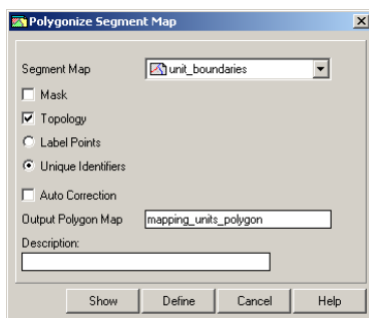 Polygonize Segment Map
Segment Map unit_boundaries
Mask
Topology
Label Points
Unique Identifiers
Auto Correction
Output Polygon Map mapping_units_polygon
Description:
Show Define Cancel Help